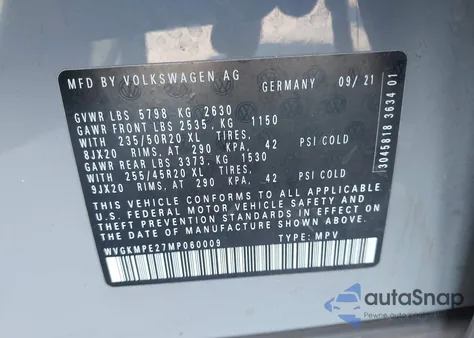 MFD BY VOLKSWAGEN AG
GERMANY 09/21
GVWR LBS 5798 KG 2630
GAWR FRONT LBS 2535, KG 1150
WITH 235/50R20 XL TIRES,
8JX20 RIMS, AT 290 KPA, 42 PSI COLD
GAWR REAR LBS 3373, KG 1530
WITH 255/45R20 XL TIRES,
9JX20 RIMS, AT 290 KPA, 42 PSI COLD
THIS VEHICLE CONFORMS TO ALL APPLICABLE
U.S. FEDERAL MOTOR VEHICLE SAFETY AND
THEFT PREVENTION STANDARDS IN EFFECT ON
THE DATE OF MANUFACTURE SHOWN ABOVE.
WVGKMPE27MP060009 TYPE: MPV
3045818 3634 01
autoSnap